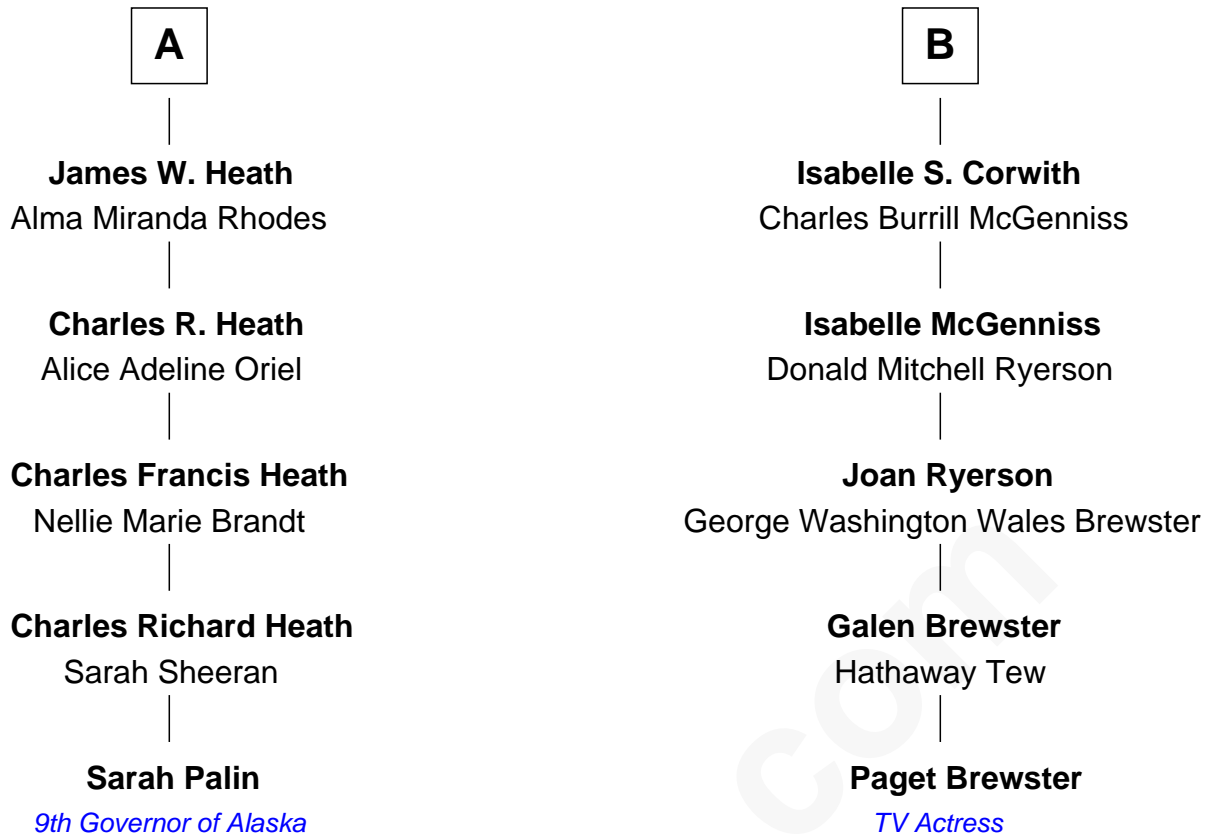 A
James W. Heath
Alma Miranda Rhodes
Charles R. Heath
Alice Adeline Oriel
Charles Francis Heath
Nellie Marie Brandt
Charles Richard Heath
Sarah Sheeran
Sarah Palin
9th Governor of Alaska
B
Isabelle S. Corwith
Charles Burrill McGenniss
Isabelle McGenniss
Donald Mitchell Ryerson
Joan Ryerson
George Washington Wales Brewster
Galen Brewster
Hathaway Tew
Paget Brewster
TV Actress
com